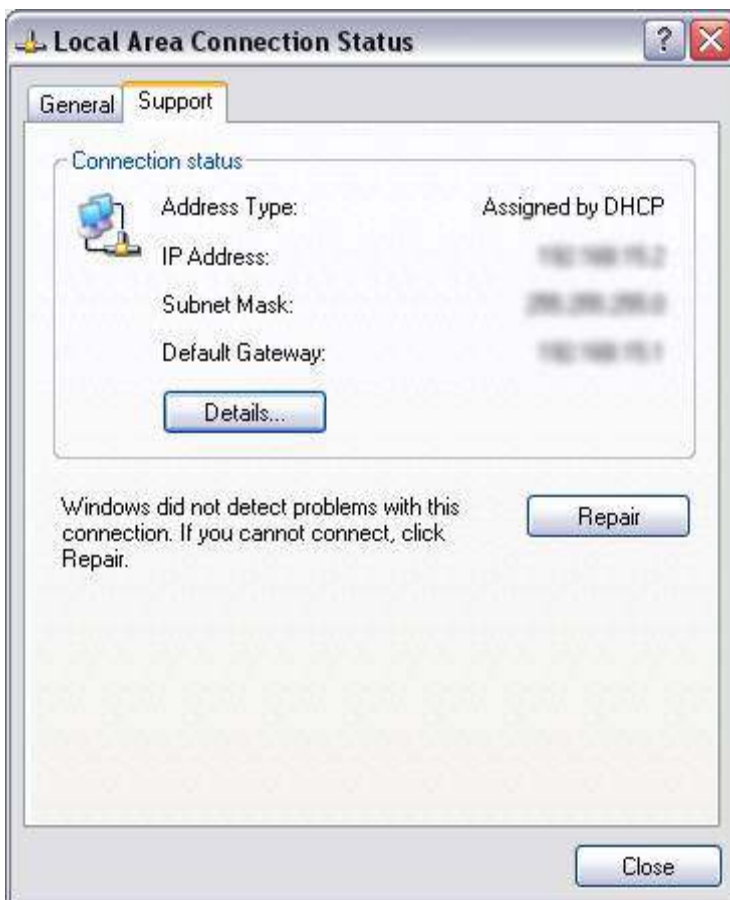 Local Area Connection Status
General Support
Connection status
Address Type: Assigned by DHCP
IP Address:
Subnet Mask:
Default Gateway:
Details...
Windows did not detect problems with this
connection. If you cannot connect, click
Repair.
Repair
Close